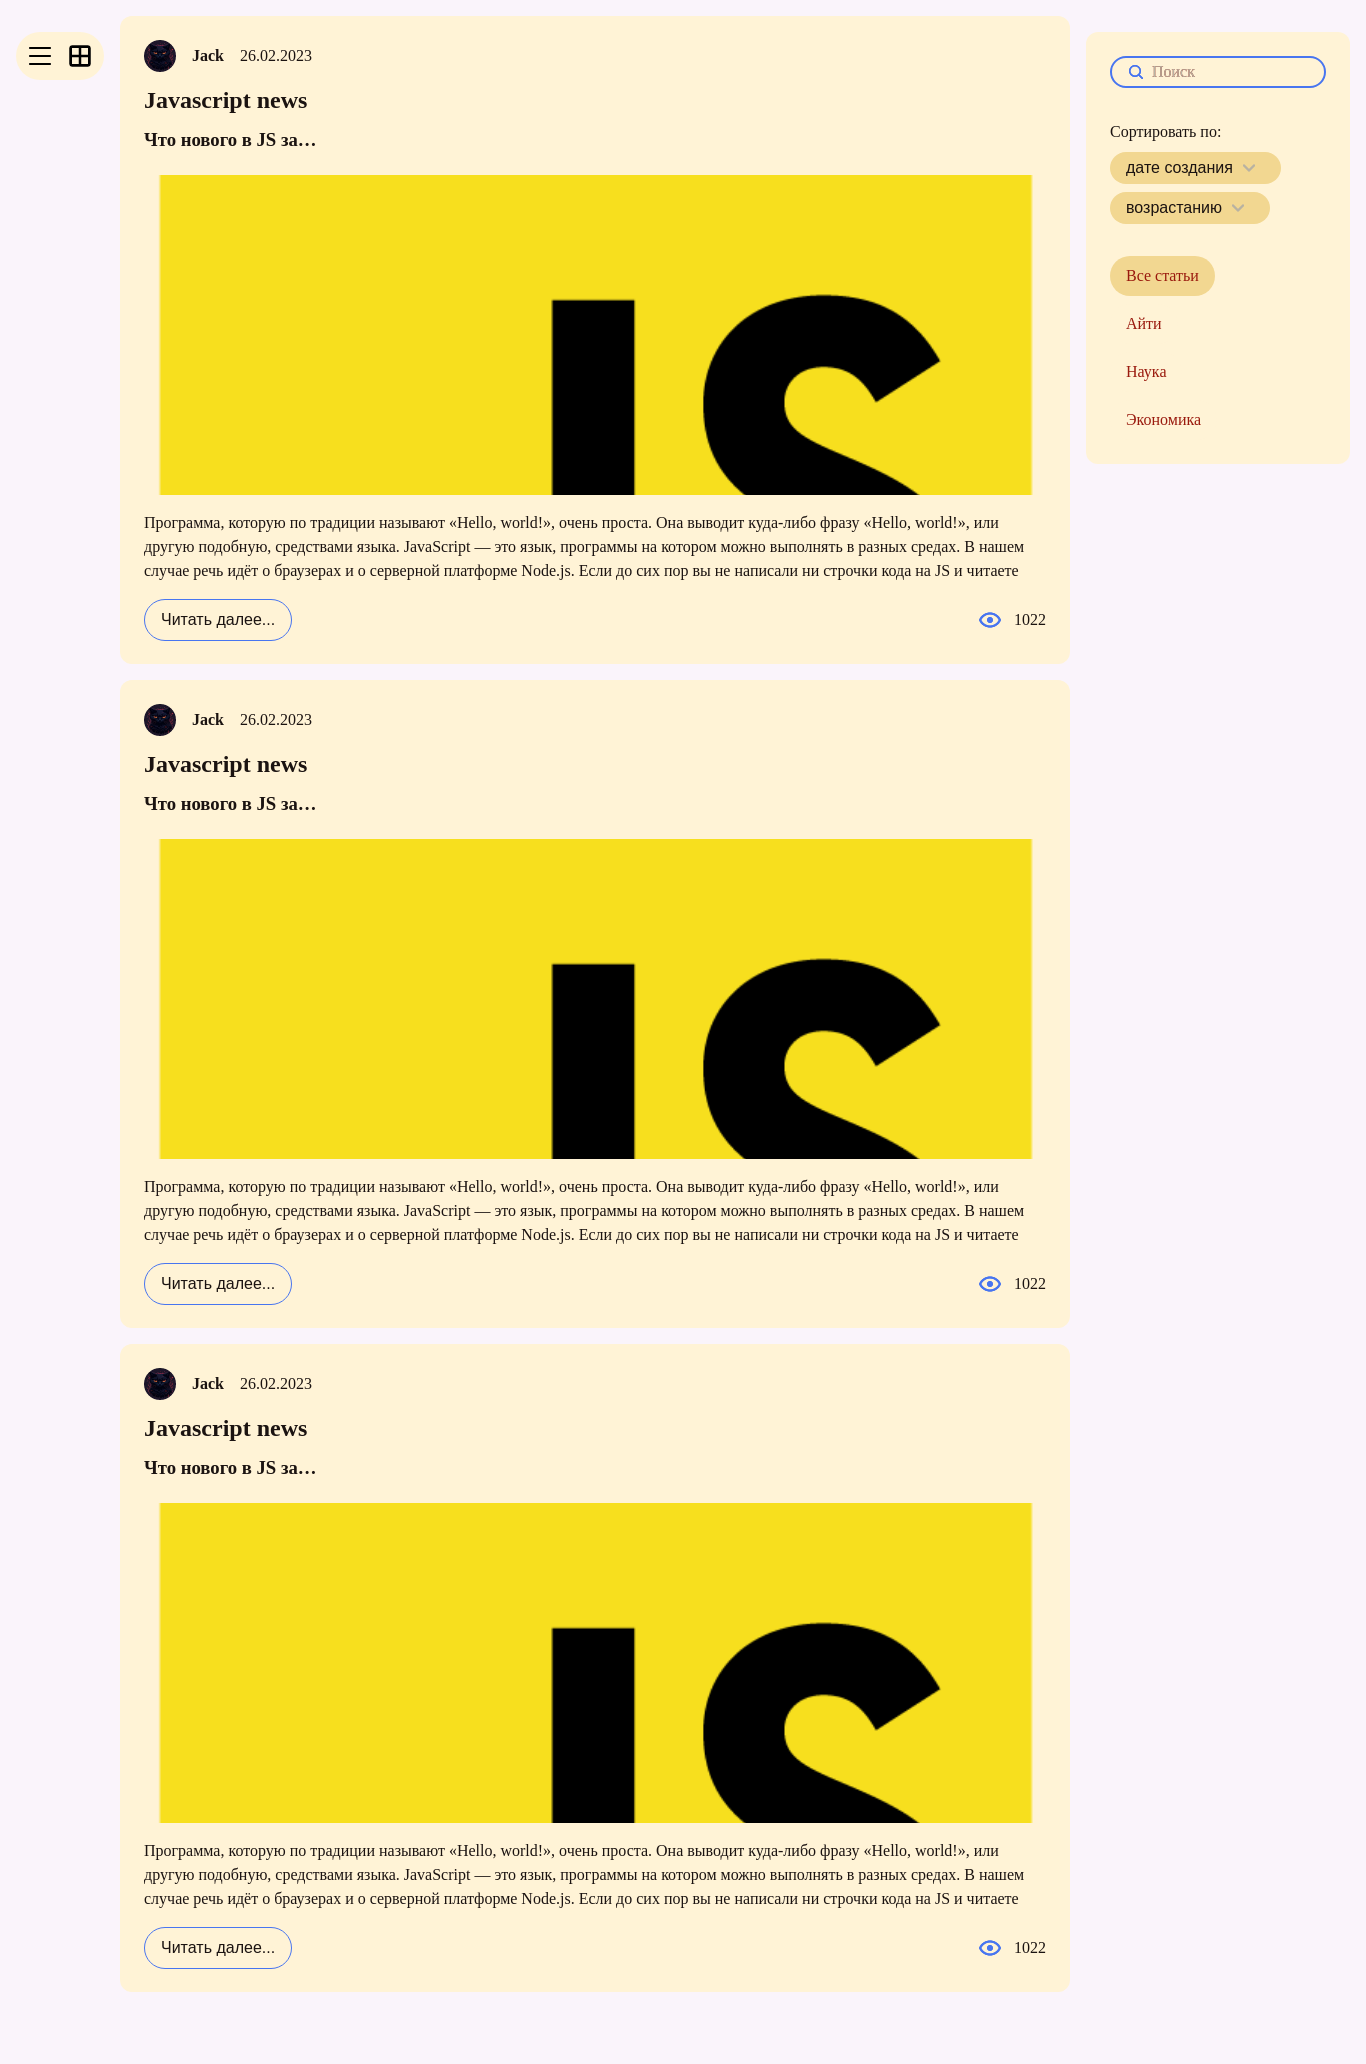 Jack 26.02.2023
Javascript news
Что нового в JS за…
JS
Программа, которую по традиции называют «Hello, world!», очень проста. Она выводит куда-либо фразу «Hello, world!», или
другую подобную, средствами языка. JavaScript — это язык, программы на котором можно выполнять в разных средах. В нашем
случае речь идёт о браузерах и о серверной платформе Node.js. Если до сих пор вы не написали ни строчки кода на JS и читаете
Читать далее... 1022
Jack 26.02.2023
Javascript news
Что нового в JS за…
JS
Программа, которую по традиции называют «Hello, world!», очень проста. Она выводит куда-либо фразу «Hello, world!», или
другую подобную, средствами языка. JavaScript — это язык, программы на котором можно выполнять в разных средах. В нашем
случае речь идёт о браузерах и о серверной платформе Node.js. Если до сих пор вы не написали ни строчки кода на JS и читаете
Читать далее... 1022
Jack 26.02.2023
Javascript news
Что нового в JS за…
JS
Программа, которую по традиции называют «Hello, world!», очень проста. Она выводит куда-либо фразу «Hello, world!», или
другую подобную, средствами языка. JavaScript — это язык, программы на котором можно выполнять в разных средах. В нашем
случае речь идёт о браузерах и о серверной платформе Node.js. Если до сих пор вы не написали ни строчки кода на JS и читаете
Читать далее... 1022
Поиск
Сортировать по:
дате создания
возрастанию
Все статьи
Айти
Наука
Экономика